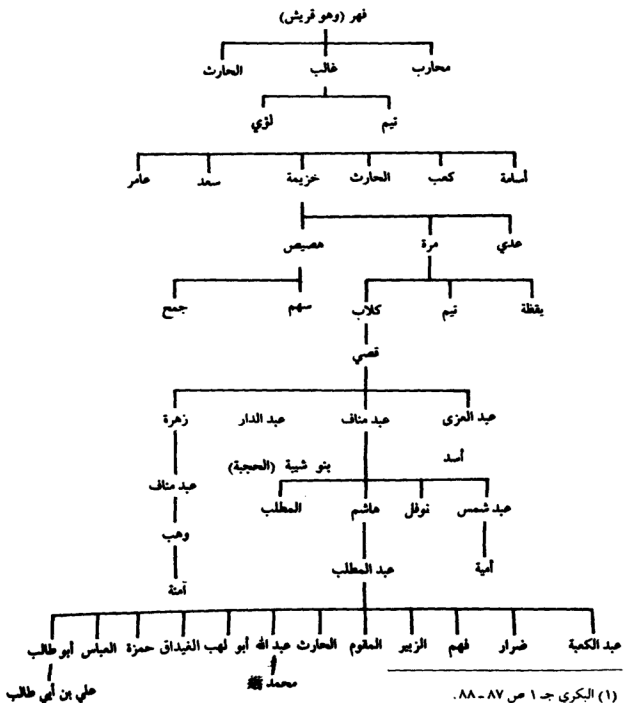 فهر (وهو قريش)
محارب غالب الحارث
تيم لؤي
أسامة كعب الحارث خزيمة سعد عامر
عدي مرة هصيص
يقظة تيم كلاب سهم جمح
قصي
عبد العزى عبد مناف عبد الدار زهرة
أسد بنو شيبة (الحجبة)
عبد مناف
عبد شمس نوفل هاشم المطلب
وهب
أمية عبد المطلب
آمنة
عبد الكعبة ضرار فهم الزبير المقوم الحارث عبد الله أبو لهب الغيداق حمزة العباس أبو طالب
محمد ﷺ علي بن أبي طالب
(١) البكري جـ ١ ص ٨٧ – ٨٨.